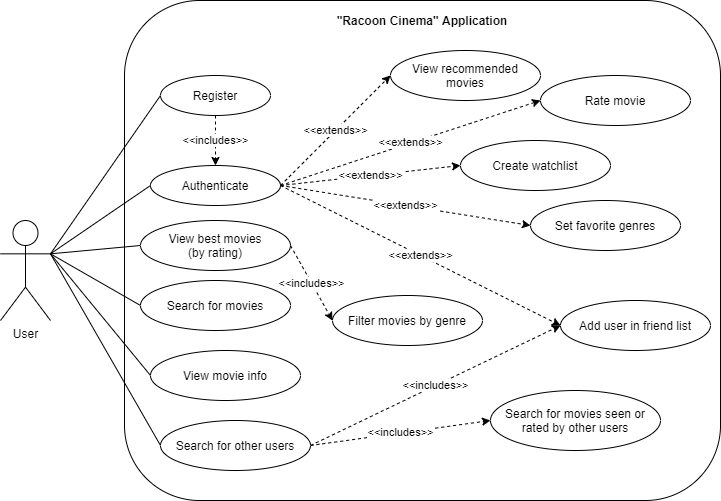 "Racoon Cinema" Application
View recommended
movies
Register
Rate movie
<<extends>>
<<includes>>
<<extends>>
Create watchlist
<<extends>>
Authenticate
<<extends>>
Set favorite genres
View best movies
(by rating)
<<extends>>
<<includes>>
Search for movies
Filter movies by genre
Add user in friend list
User
View movie info
<<includes>>
Search for movies seen or
rated by other users
<<includes>>
Search for other users